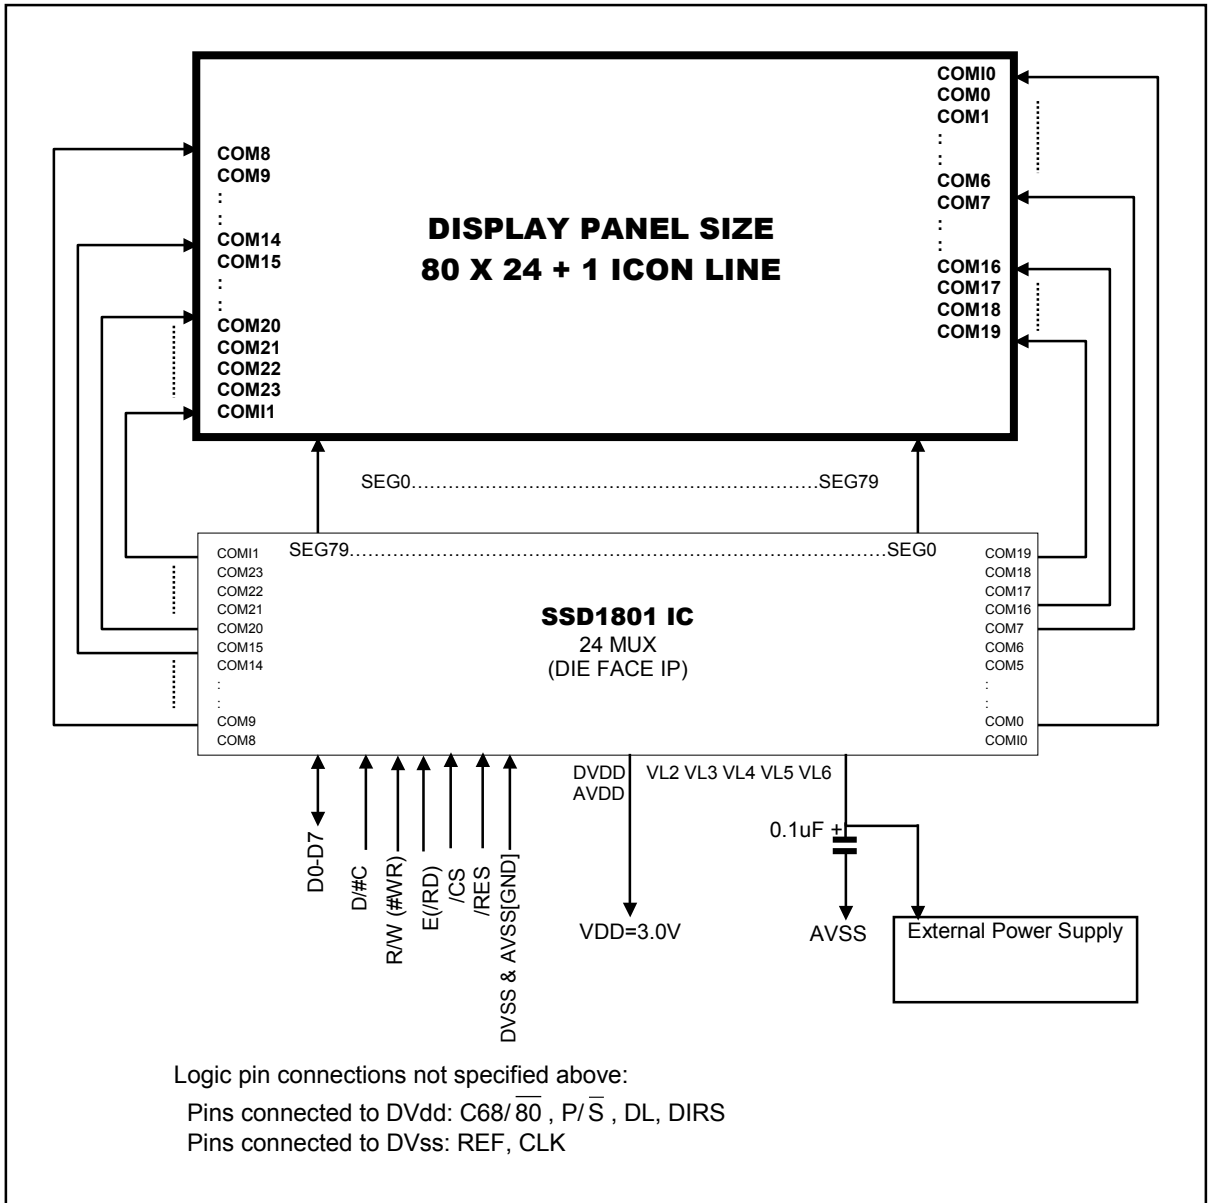 COMI0
COM0
COM1
:
:
COM6
COM7
:
:
COM16
COM17
COM18
COM19
COM8
COM9
:
:
COM14
COM15
:
:
COM20
COM21
COM22
COM23
COMI1
DISPLAY PANEL SIZE
80 X 24 + 1 ICON LINE
SEG0........................................................................SEG79
SEG79........................................................................SEG0
COMI1
COM23
COM22
COM21
COM20
COM15
COM14
:
:
COM9
COM8
SSD1801 IC
24 MUX
(DIE FACE IP)
COM19
COM18
COM17
COM16
COM7
COM6
COM5
:
:
COM0
COMI0
D0-D7
D/#C
R/W (#WR)
E(/RD)
/CS
/RES
DVSS & AVSS[GND]
DVDD
AVDD
VL2 VL3 VL4 VL5 VL6
0.1uF +
VDD=3.0V
AVSS
External Power Supply
Logic pin connections not specified above:
Pins connected to DVdd: C68/ 8̅0̅ , P/ S̅ , DL, DIRS
Pins connected to DVss: REF, CLK